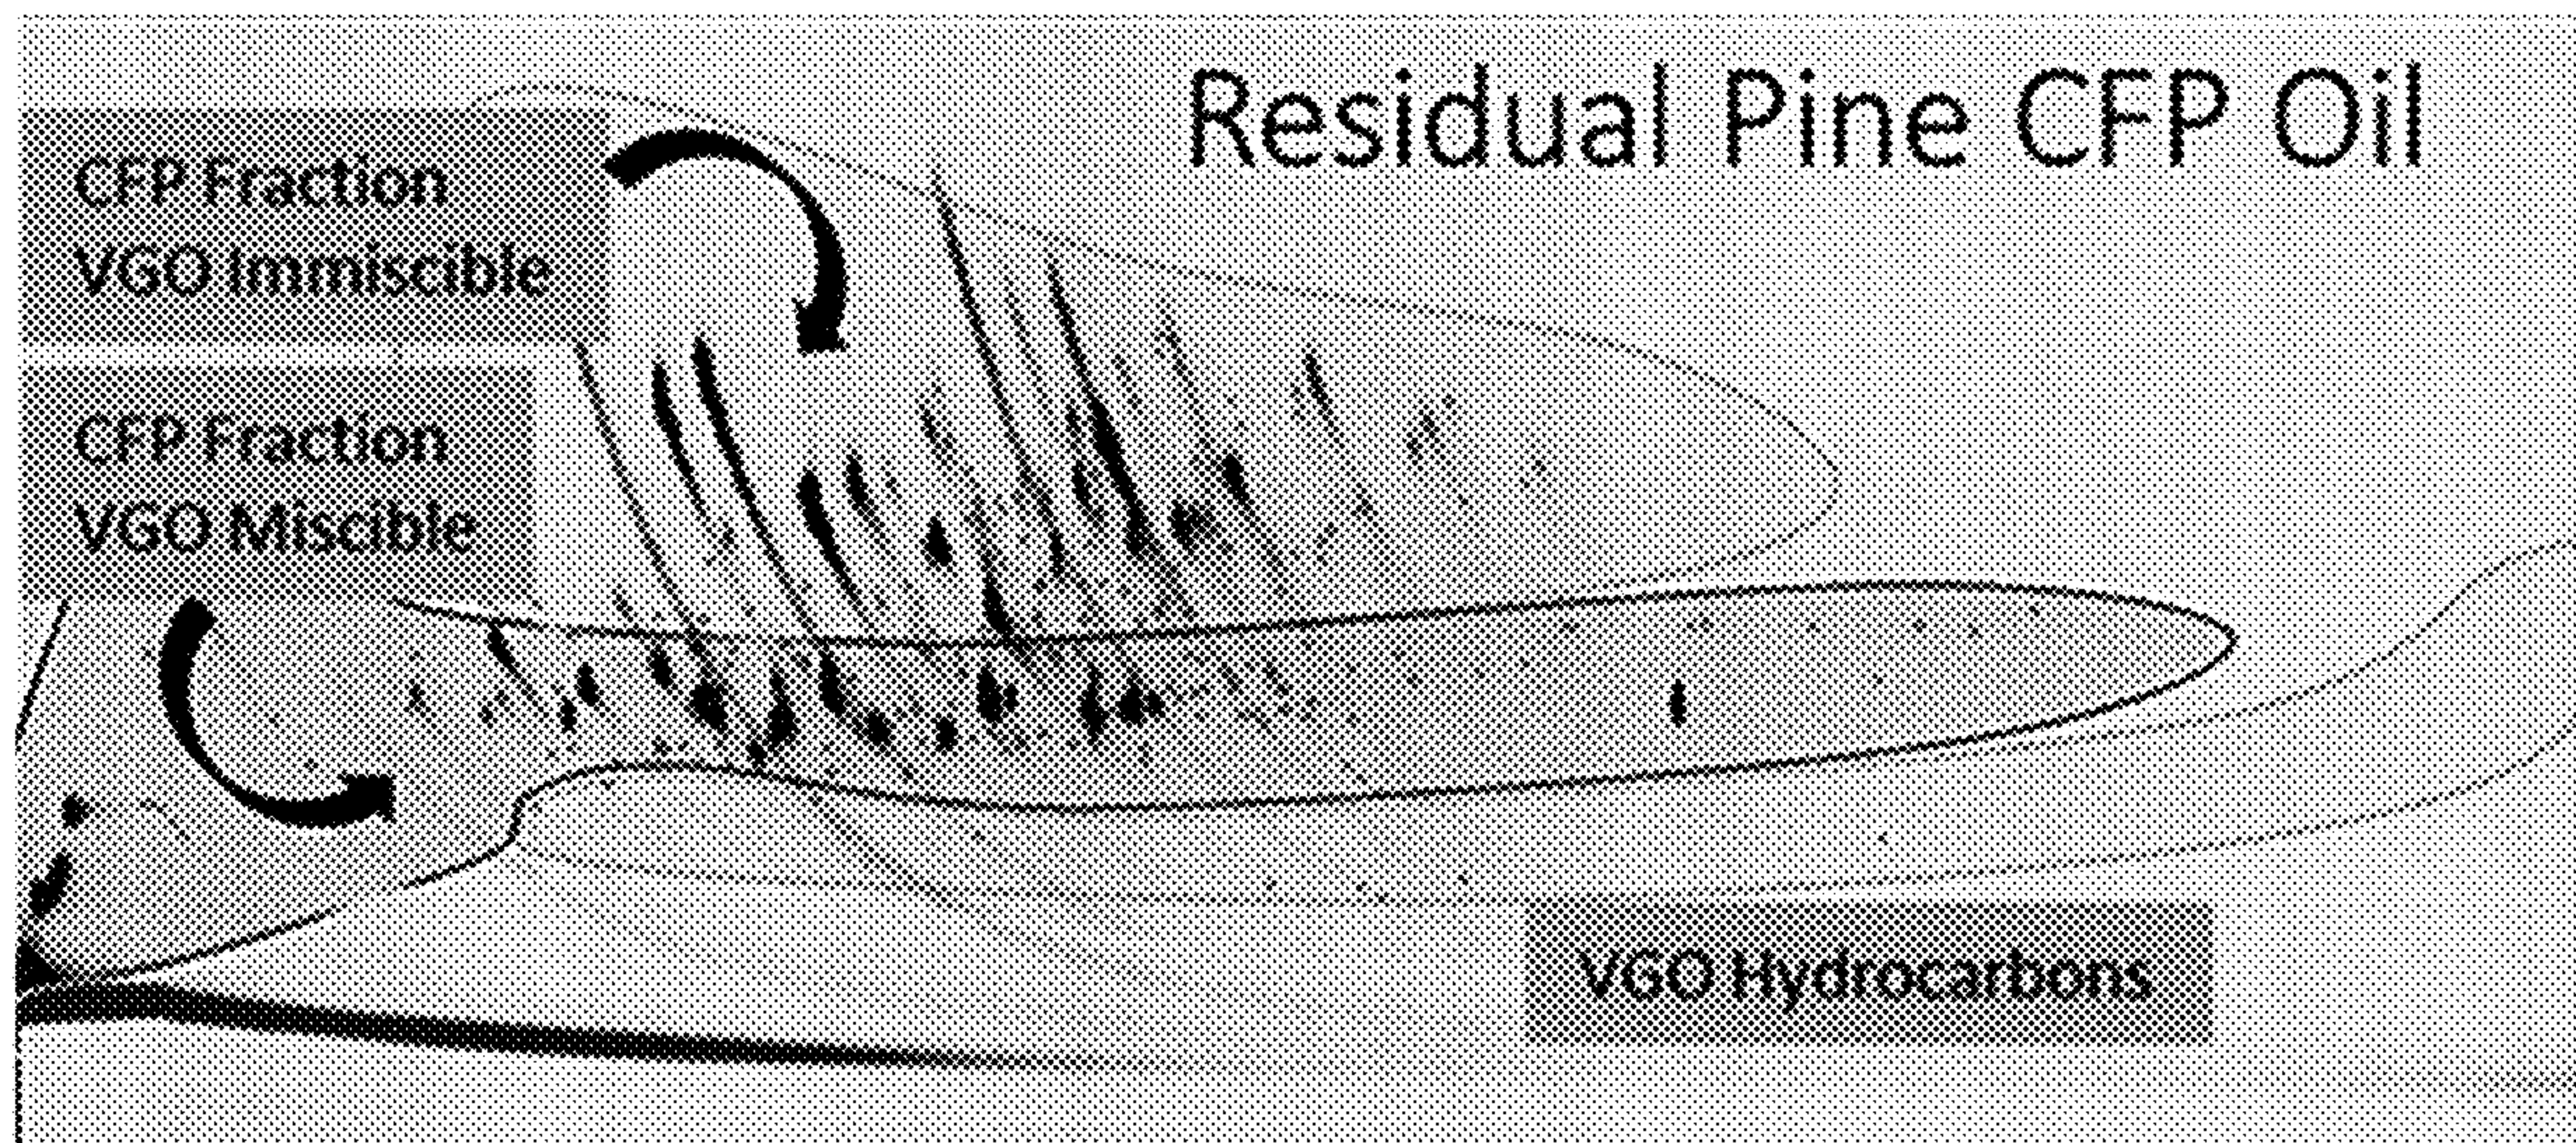 Residual Pine CFP Oil
CFP Fraction
VGO Immiscible
CFP Fraction
VGO Miscible
VGO Hydrocarbons